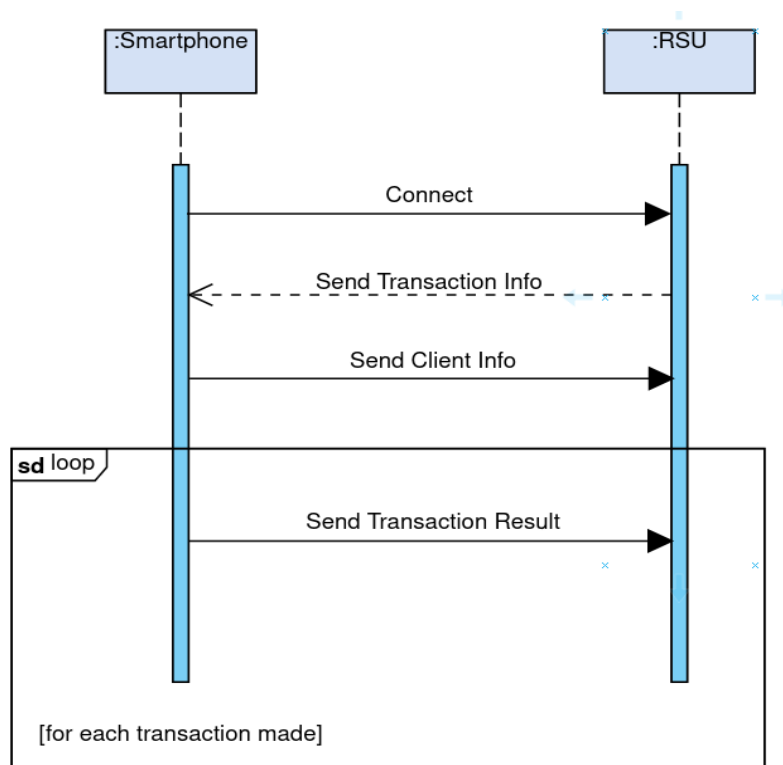 :Smartphone
:RSU
Connect
Send Transaction Info
Send Client Info
sd loop
Send Transaction Result
[for each transaction made]